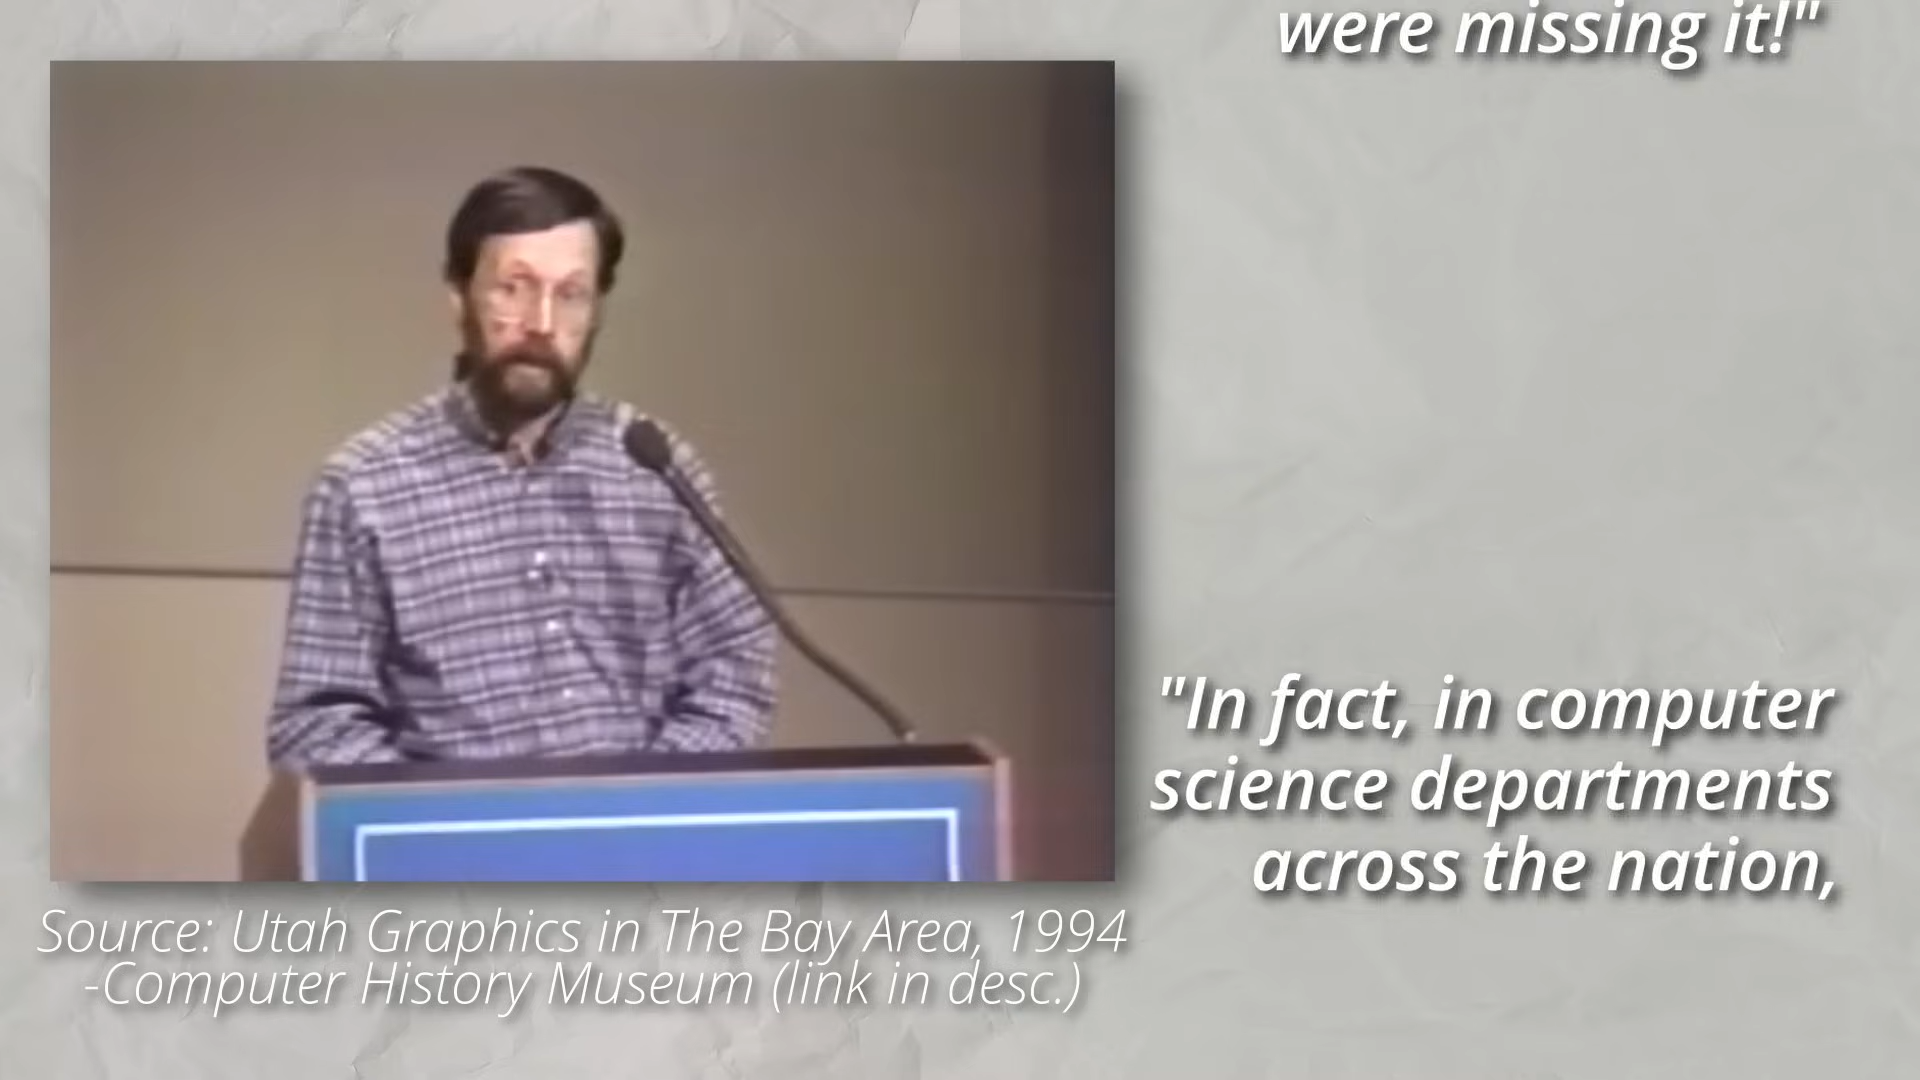 were missing it!"
"In fact, in computer
science departments
across the nation,
Source: Utah Graphics in The Bay Area, 1994
-Computer History Museum (link in desc.)